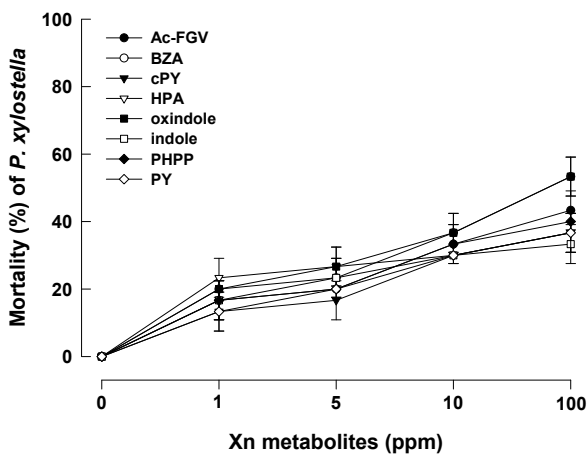 100
80
60
40
20
0
Mortality (%) of P. xylostella
Ac-FGV
BZA
cPY
HPA
oxindole
indole
PHPP
PY
0 1 5 10 100
Xn metabolites (ppm)